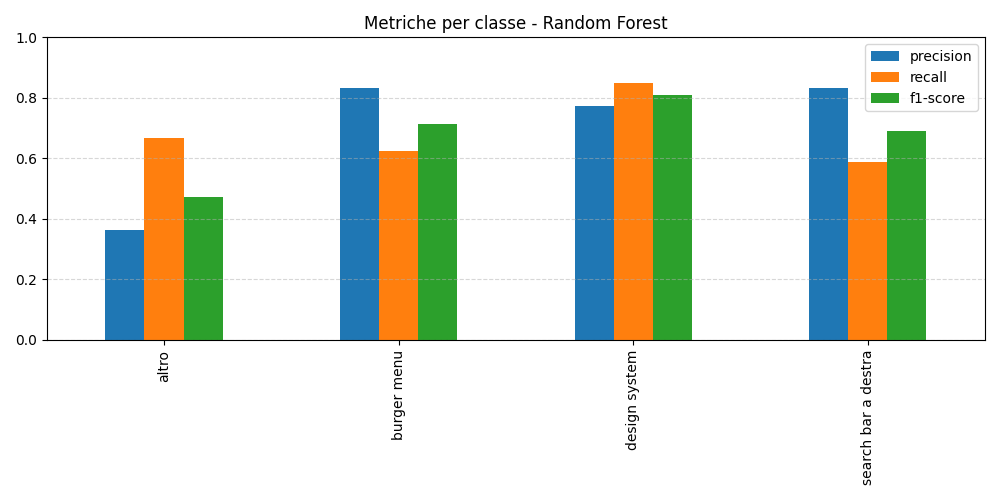 Metriche per classe - Random Forest
1.0
0.8
0.6
0.4
0.2
0.0
precision
recall
f1-score
altro
burger menu
design system
search bar a destra